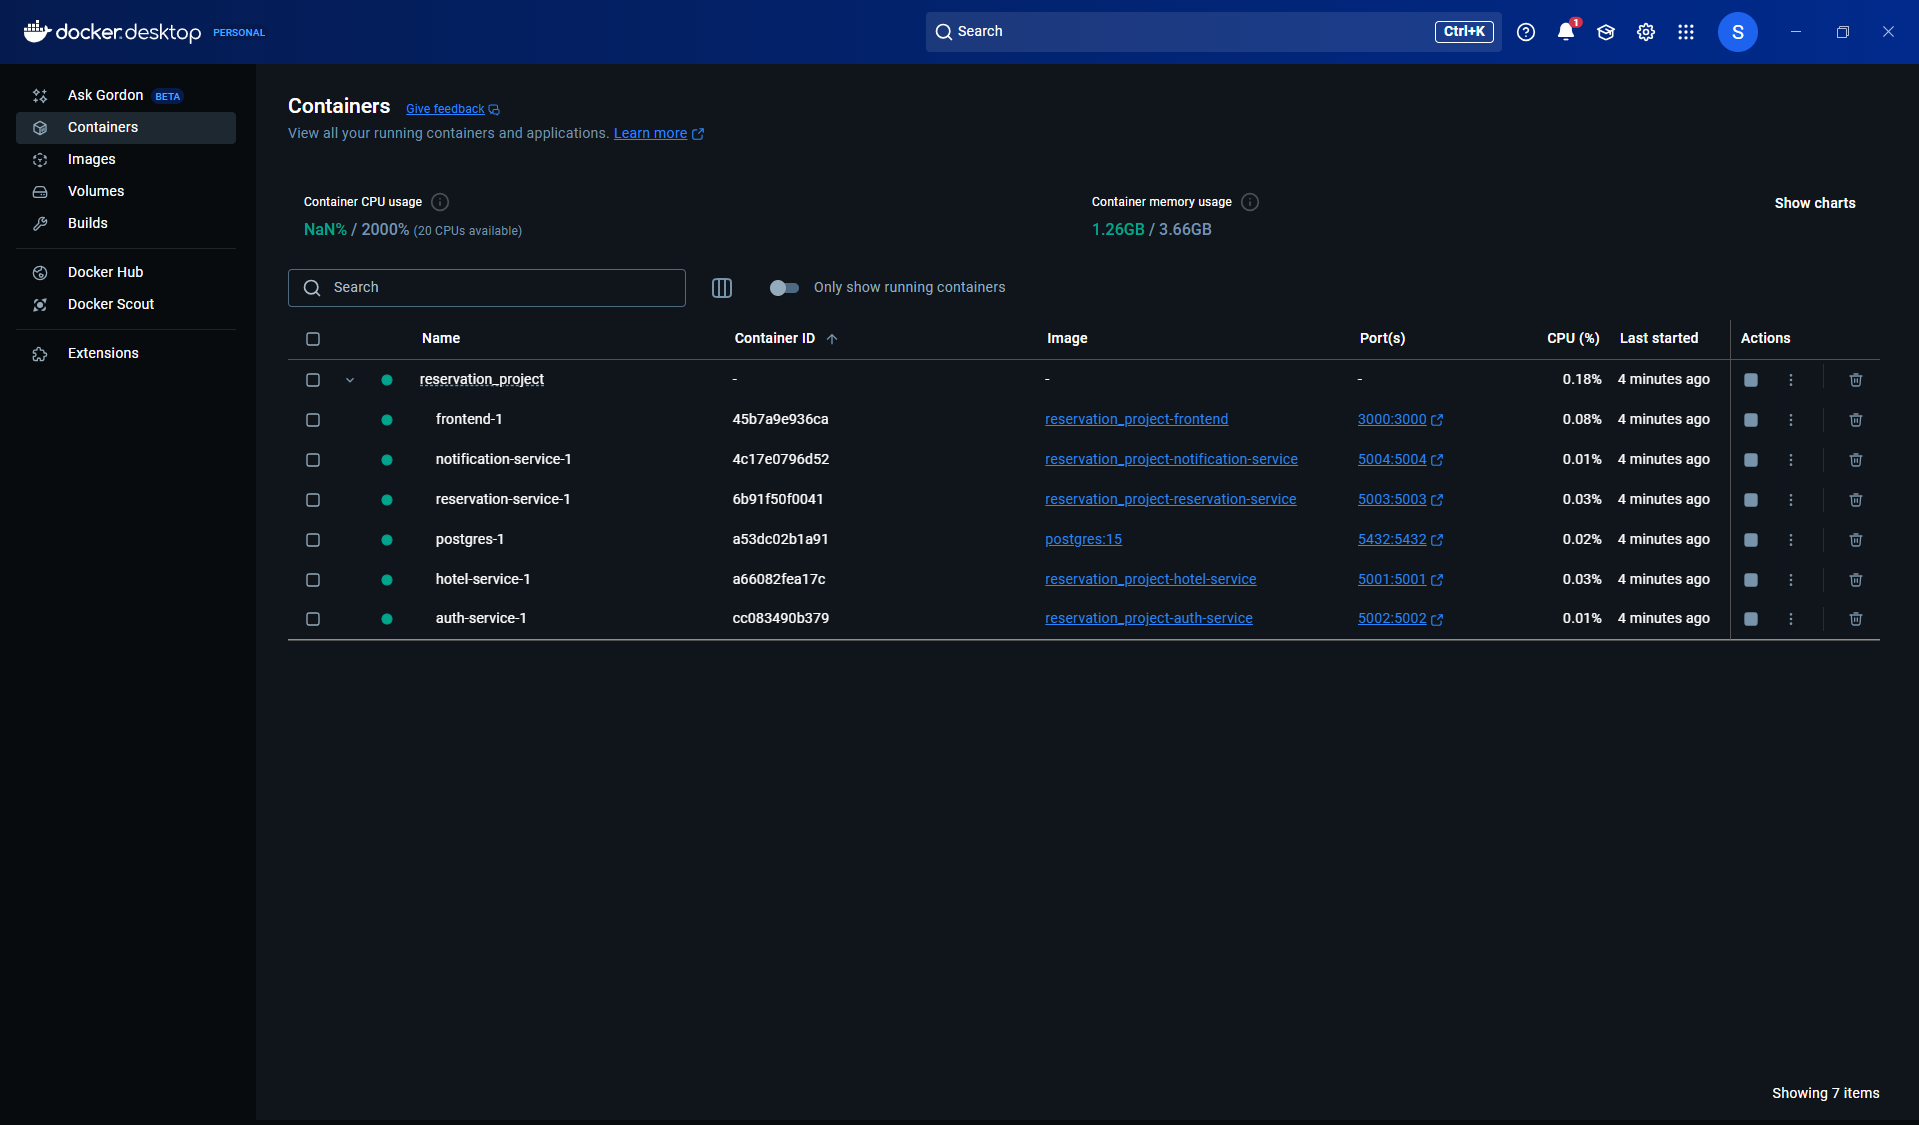 docker.desktop PERSONAL
Search Ctrl+K 1 S
Ask Gordon BETA
Containers
Images
Volumes
Builds
Docker Hub
Docker Scout
Extensions
Containers Give feedback
View all your running containers and applications. Learn more
Container CPU usage
NaN% / 2000% (20 CPUs available)
Container memory usage
1.26GB / 3.66GB
Show charts
Search
Only show running containers
Name Container ID Image Port(s) CPU (%) Last started Actions
reservation_project - - - 0.18% 4 minutes ago
frontend-1 45b7a9e936ca reservation_project-frontend 3000:3000 0.08% 4 minutes ago
notification-service-1 4c17e0796d52 reservation_project-notification-service 5004:5004 0.01% 4 minutes ago
reservation-service-1 6b91f50f0041 reservation_project-reservation-service 5003:5003 0.03% 4 minutes ago
postgres-1 a53dc02b1a91 postgres:15 5432:5432 0.02% 4 minutes ago
hotel-service-1 a66082fea17c reservation_project-hotel-service 5001:5001 0.03% 4 minutes ago
auth-service-1 cc083490b379 reservation_project-auth-service 5002:5002 0.01% 4 minutes ago
Showing 7 items